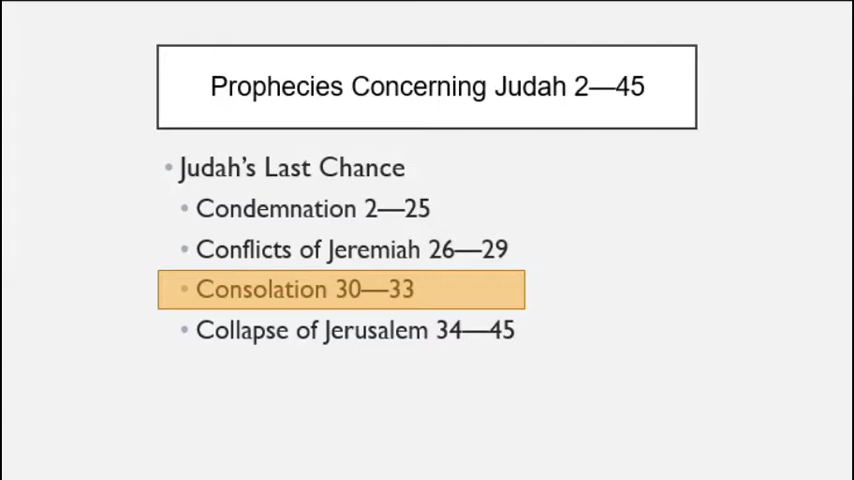 Prophecies Concerning Judah 2—45
• Judah’s Last Chance
• Condemnation 2—25
• Conflicts of Jeremiah 26—29
• Consolation 30—33
• Collapse of Jerusalem 34—45